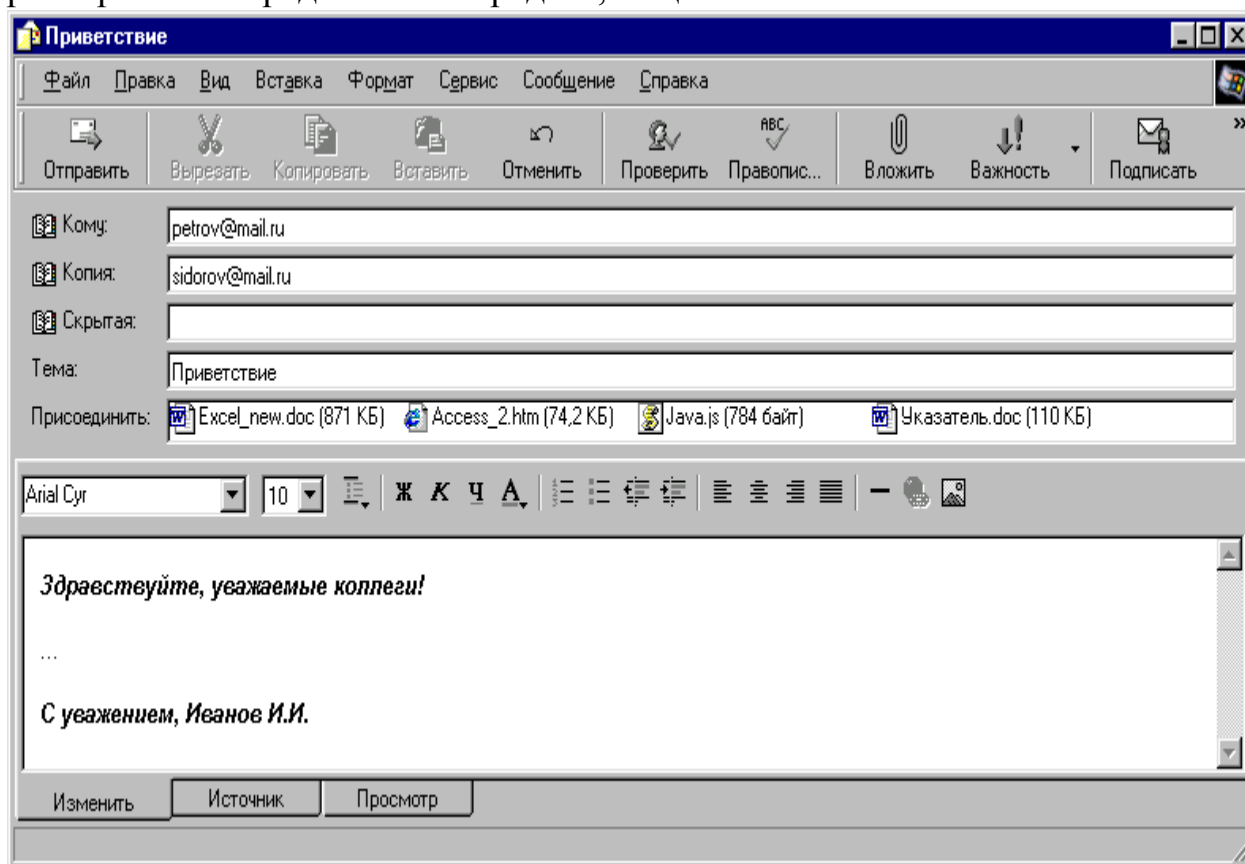 Приветствие
Файл Правка Вид Вставка Формат Сервис Сообщение Справка
ABC
Отправить Вырезать Копировать Вставить Отменить Проверить Правопис... Вложить Важность Подписать »
Кому: petrov@mail.ru
Копия: sidorov@mail.ru
Скрытая:
Тема: Приветствие
Присоединить: Excel_new.doc (871 КБ) Access_2.htm (74,2 КБ) Java.js (784 байт) Указатель.doc (110 КБ)
Arial Cyr 10 Ж К Ч А
Здравствуйте, уважаемые коллеги!
...
С уважением, Иванов И.И.
Изменить Источник Просмотр